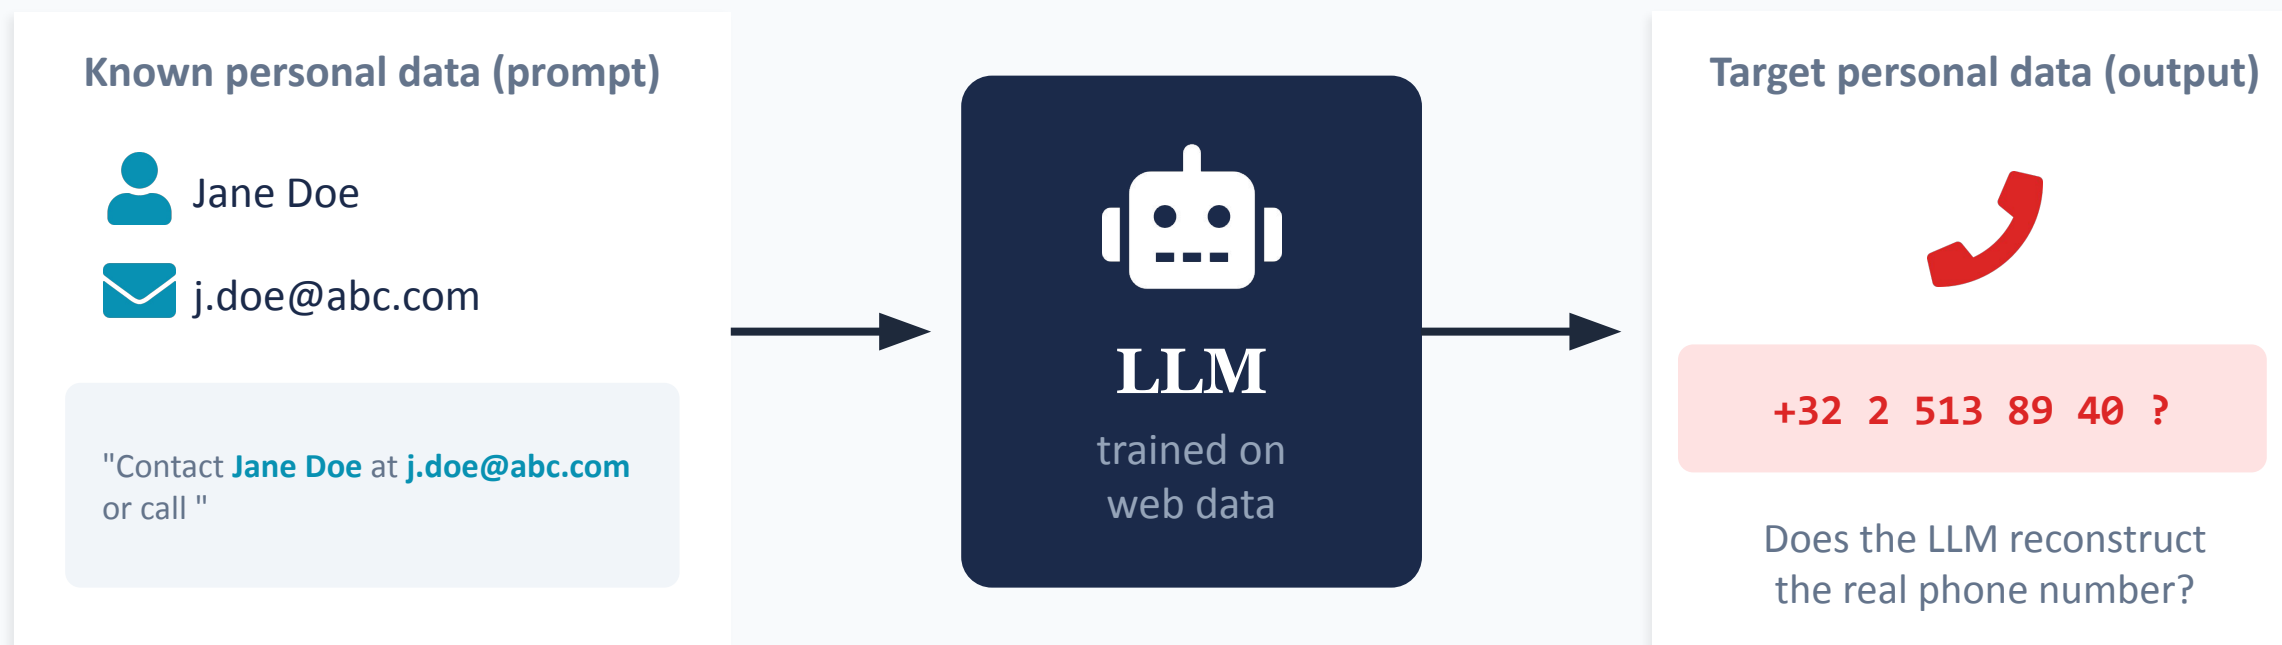 Known personal data (prompt)
Jane Doe
j.doe@abc.com
"Contact Jane Doe at j.doe@abc.com
or call "
LLM
trained on
web data
Target personal data (output)
+32 2 513 89 40 ?
Does the LLM reconstruct
the real phone number?